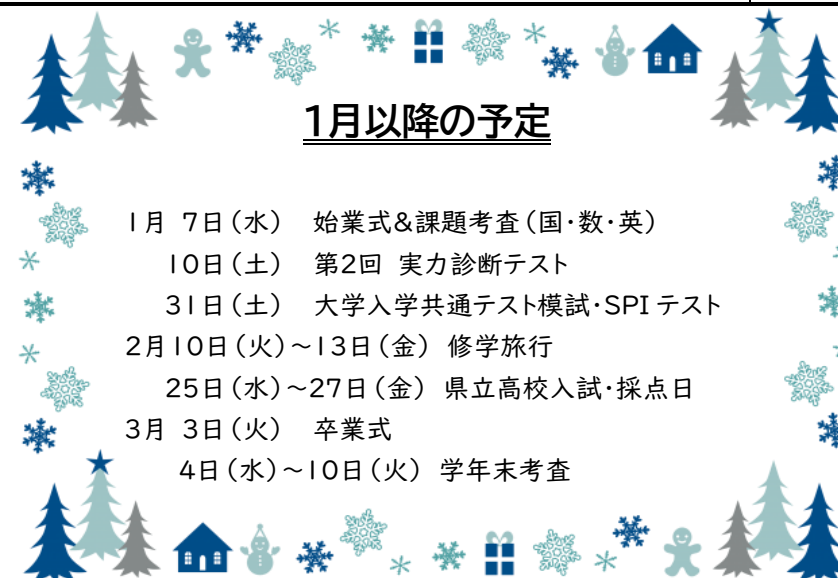 1月以降の予定
1月 7日(水) 始業式&課題考査(国・数・英)
10日(土) 第2回 実力診断テスト
31日(土) 大学入学共通テスト模試・SPIテスト
2月10日(火)~13日(金) 修学旅行
25日(水)~27日(金) 県立高校入試・採点日
3月 3日(火) 卒業式
4日(水)~10日(火) 学年末考査